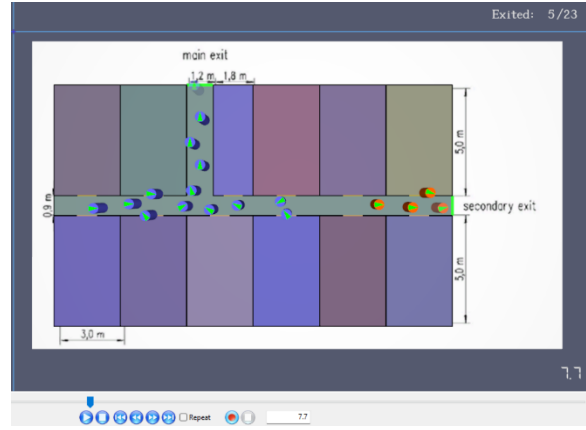 Exited: 5/23
main exit
1,2 m 1,8 m
5,0 m
0,9 m
secondary exit
5,0 m
3,0 m
7.7
Repeat
7.7